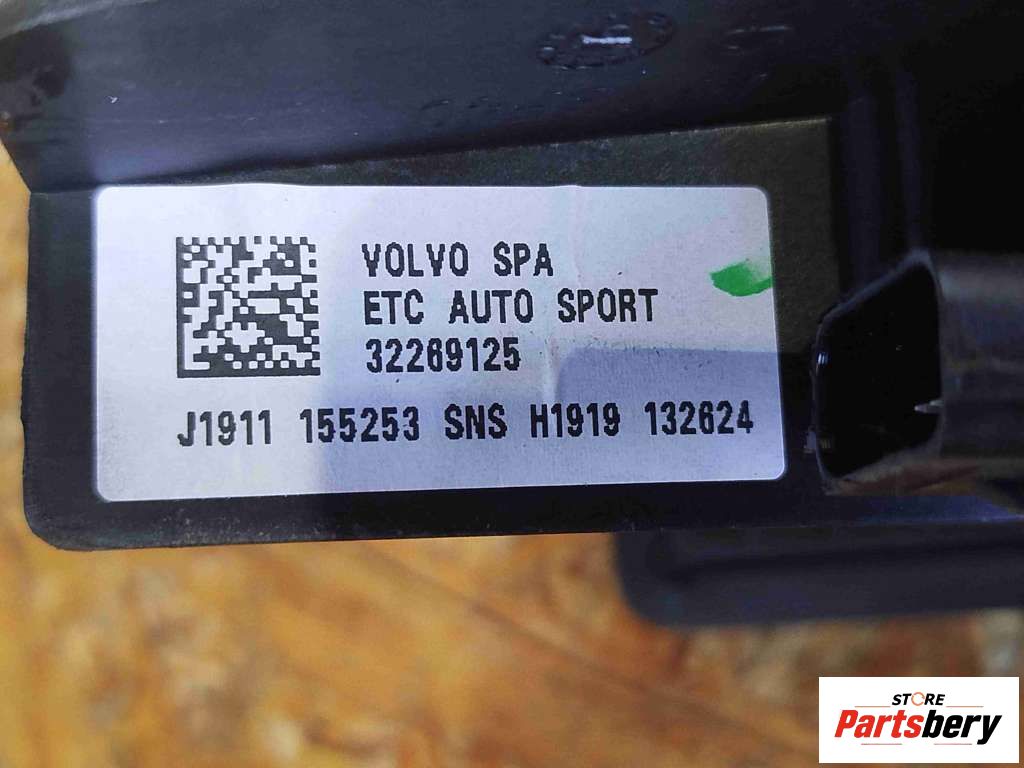 VOLVO SPA
ETC AUTO SPORT
32269125
J1911 155253 SNS H1919 132624
STORE
Partsbery